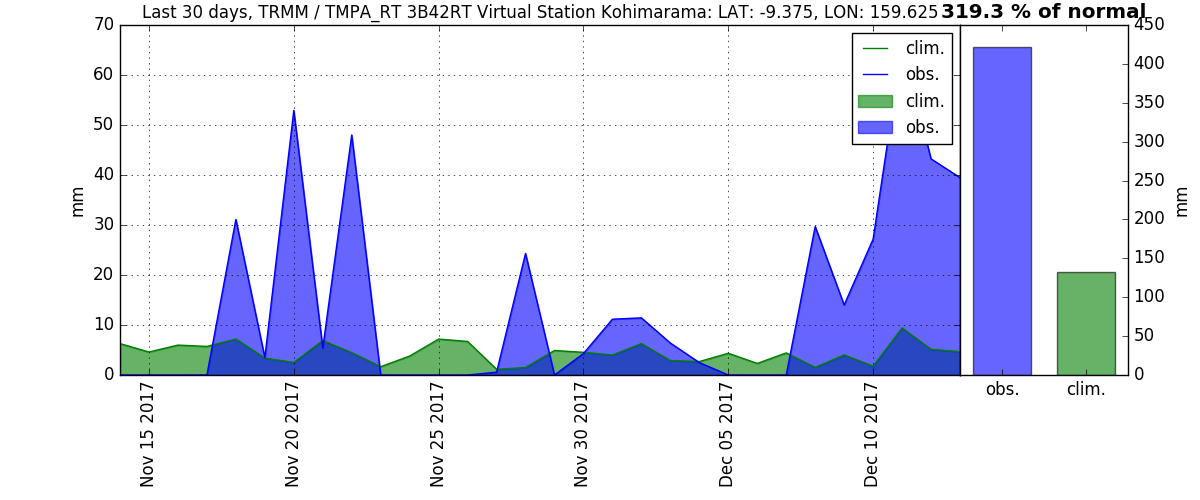 Last 30 days, TRMM / TMPA_RT 3B42RT Virtual Station Kohimarama: LAT: -9.375, LON: 159.625 319.3 % of normal
70
60
50
40
30
20
10
0
mm
clim.
obs.
clim.
obs.
Nov 15 2017
Nov 20 2017
Nov 25 2017
Nov 30 2017
Dec 05 2017
Dec 10 2017
450
400
350
300
250
200
150
100
50
0
mm
obs.
clim.